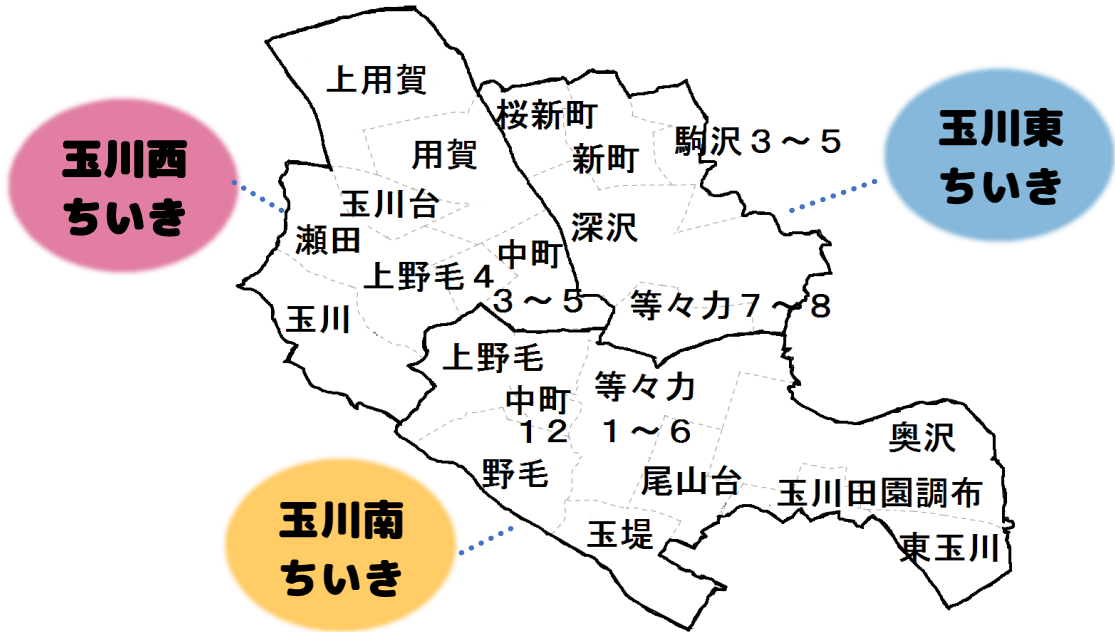 上用賀
桜新町
玉川東
ちいき
駒沢３～５
玉川西
ちいき
用賀
新町
玉川台
瀬田
深沢
中町
３～５
上野毛４
玉川
等々力７～８
上野毛
等々力
１～６
中町
１２
奥沢
野毛
尾山台
玉川田園調布
玉川南
ちいき
玉堤
東玉川